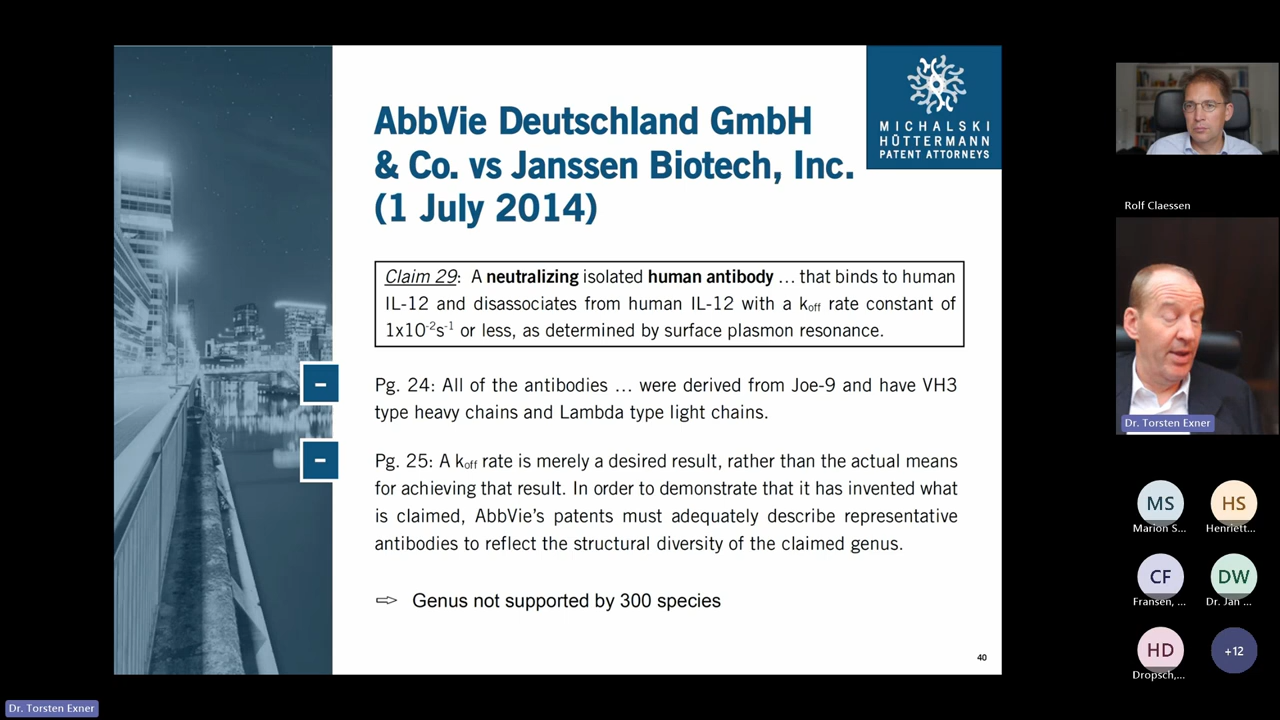 AbbVie Deutschland GmbH
& Co. vs Janssen Biotech, Inc.
(1 July 2014)
MICHALSKI
HÜTTERMANN
PATENT ATTORNEYS
Claim 29: A neutralizing isolated human antibody … that binds to human
IL-12 and disassociates from human IL-12 with a koff rate constant of
1x10-2s-1 or less, as determined by surface plasmon resonance.
Pg. 24: All of the antibodies … were derived from Joe-9 and have VH3
type heavy chains and Lambda type light chains.
Pg. 25: A koff rate is merely a desired result, rather than the actual means
for achieving that result. In order to demonstrate that it has invented what
is claimed, AbbVie’s patents must adequately describe representative
antibodies to reflect the structural diversity of the claimed genus.
⇨ Genus not supported by 300 species
40
Rolf Claessen
Dr. Torsten Exner
MS
Marion S...
HS
Henriett...
CF
Fransen, ...
DW
Dr. Jan ...
HD
Dropsch,...
+12
Dr. Torsten Exner